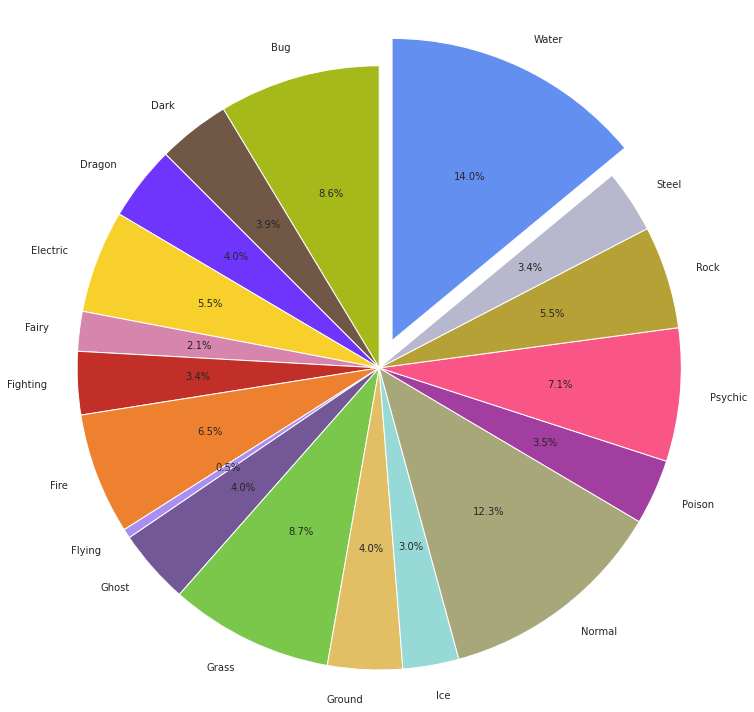 Water
14.0%
Bug
8.6%
Dark
3.9%
Dragon
4.0%
Electric
5.5%
Fairy
2.1%
Fighting
3.4%
Fire
6.5%
Flying
0.5%
Ghost
4.0%
Grass
8.7%
Ground
4.0%
Ice
3.0%
Normal
12.3%
Poison
3.5%
Psychic
7.1%
Rock
5.5%
Steel
3.4%